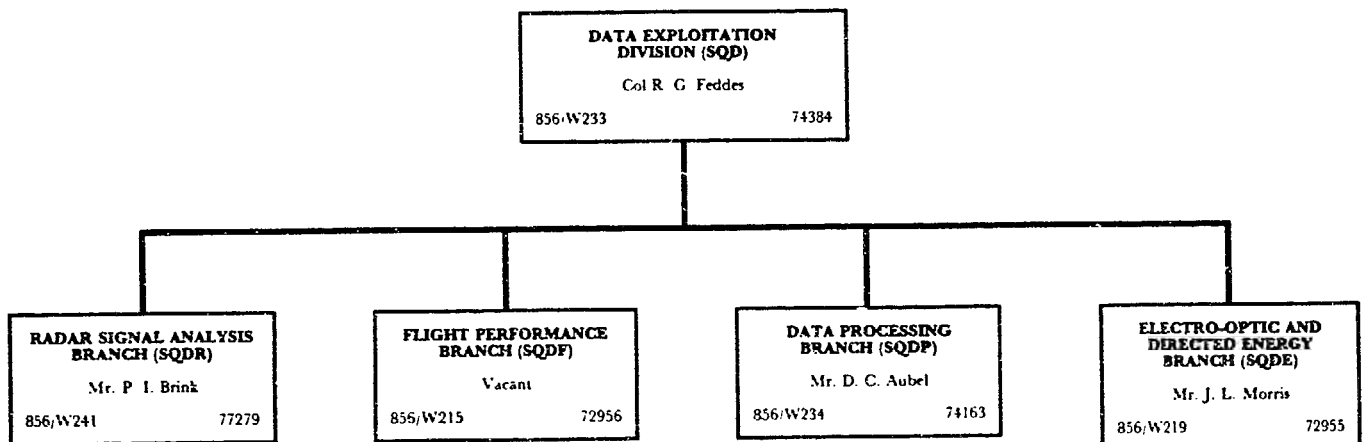 DATA EXPLOITATION
DIVISION (SQD)
Col R. G. Feddes
856/W233 74384
RADAR SIGNAL ANALYSIS
BRANCH (SQDR)
Mr. P. I. Brink
856/W241 77279
FLIGHT PERFORMANCE
BRANCH (SQDF)
Vacant
856/W215 72956
DATA PROCESSING
BRANCH (SQDP)
Mr. D. C. Aubel
856/W234 74163
ELECTRO-OPTIC AND
DIRECTED ENERGY
BRANCH (SQDE)
Mr. J. L. Morris
856/W219 72955